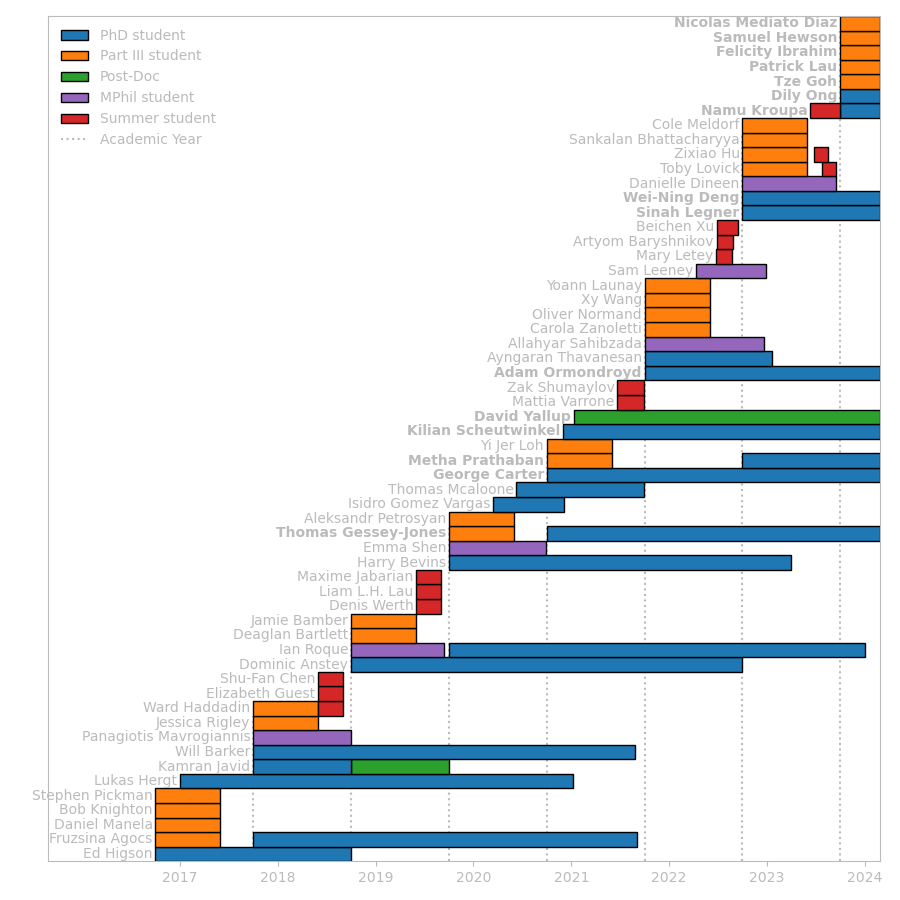 PhD student
Part III student
Post-Doc
MPhil student
Summer student
Academic Year
Nicolas Mediato Diaz
Samuel Hewson
Felicity Ibrahim
Patrick Lau
Tze Goh
Dily Ong
Namu Kroupa
Cole Meldorf
Sankalan Bhattacharyya
Zixiao Hu
Toby Lovick
Danielle Dineen
Wei-Ning Deng
Sinah Legner
Beichen Xu
Artyom Baryshnikov
Mary Letey
Sam Leeney
Yoann Launay
Xy Wang
Oliver Normand
Carola Zanoletti
Allahyar Sahibzada
Ayngaran Thavanesan
Adam Ormondroyd
Zak Shumaylov
Mattia Varrone
David Yallup
Kilian Scheutwinkel
Yi Jer Loh
Metha Prathaban
George Carter
Thomas Mcaloone
Isidro Gomez Vargas
Aleksandr Petrosyan
Thomas Gessey-Jones
Emma Shen
Harry Bevins
Maxime Jabarian
Liam L.H. Lau
Denis Werth
Jamie Bamber
Deaglan Bartlett
Ian Roque
Dominic Anstey
Shu-Fan Chen
Elizabeth Guest
Ward Haddadin
Jessica Rigley
Panagiotis Mavrogiannis
Will Barker
Kamran Javid
Lukas Hergt
Stephen Pickman
Bob Knighton
Daniel Manela
Fruzsina Agocs
Ed Higson
2017 2018 2019 2020 2021 2022 2023 2024